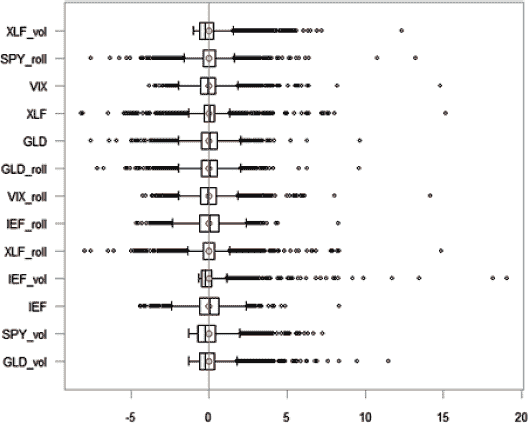 XLF_vol
SPY_roll
VIX
XLF
GLD
GLD_roll
VIX_roll
IEF_roll
XLF_roll
IEF_vol
IEF
SPY_vol
GLD_vol
-5 0 5 10 15 20